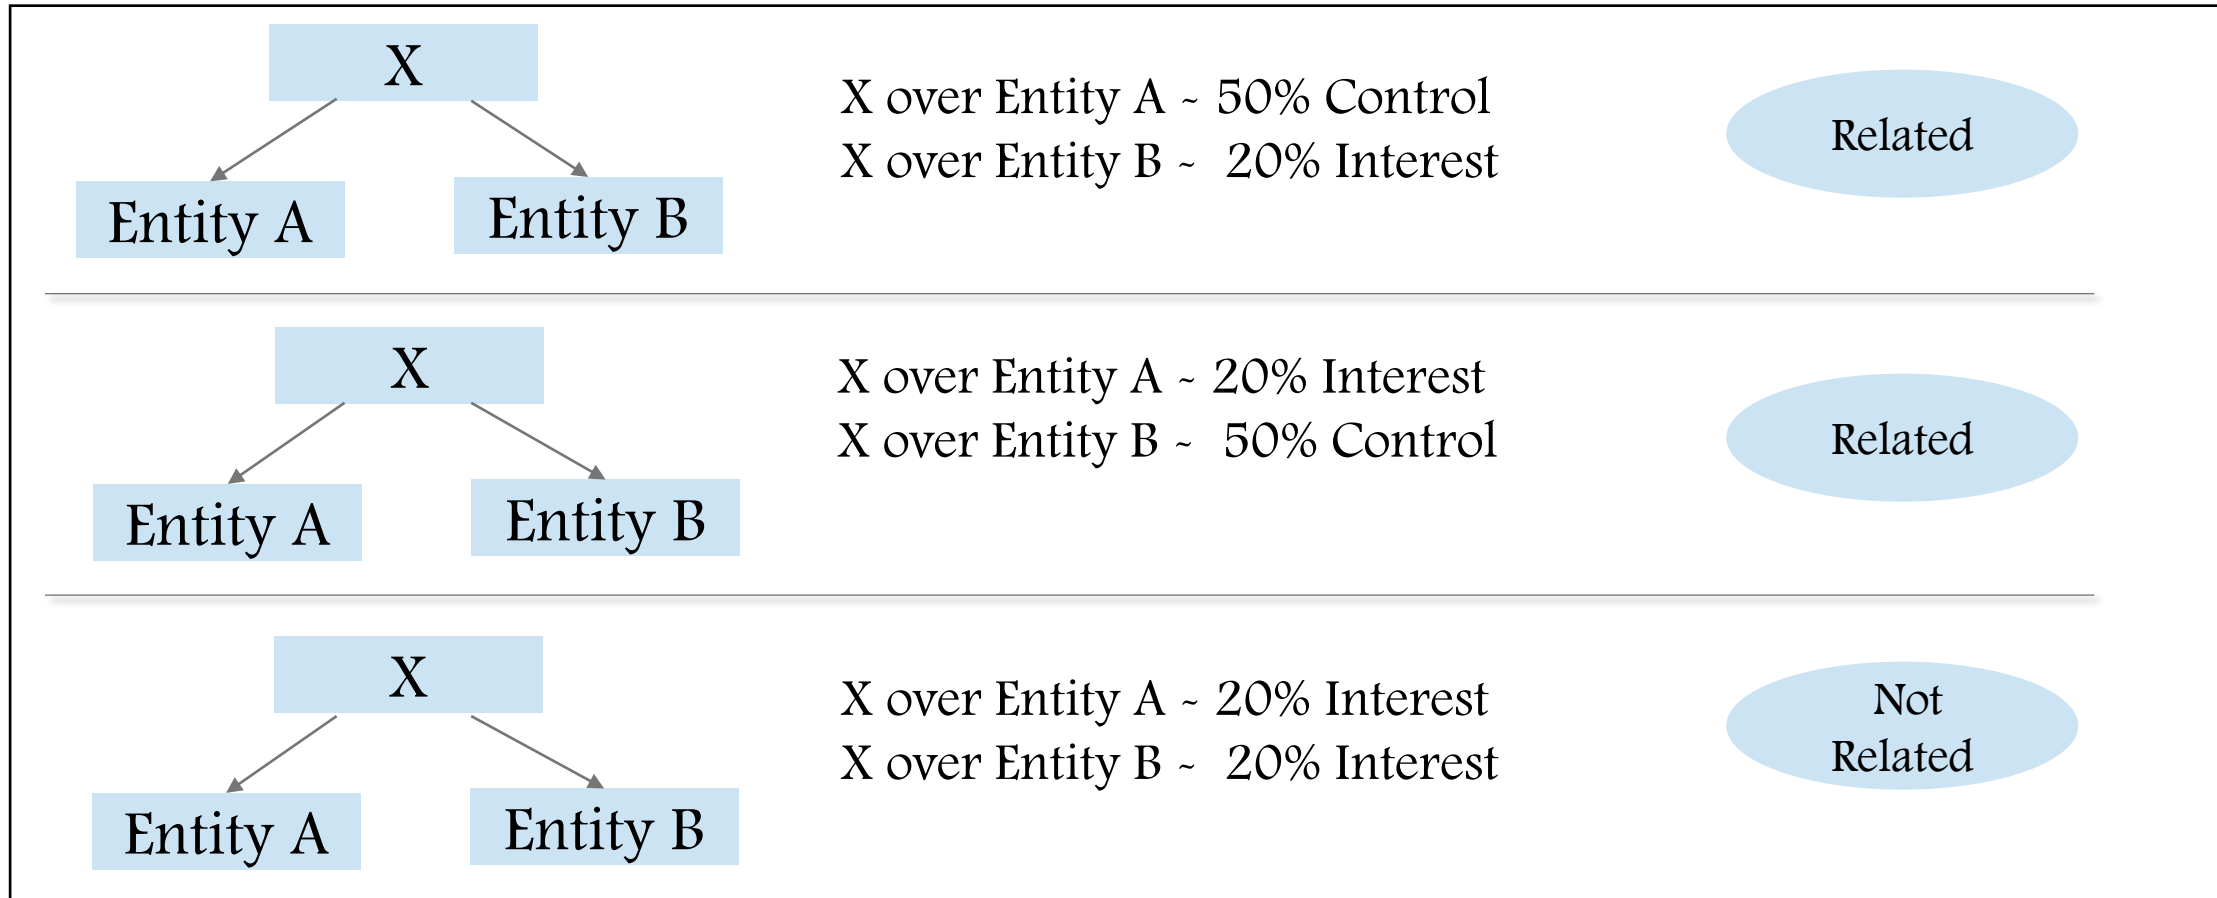 X
Entity A
Entity B
X over Entity A ~ 50% Control
X over Entity B ~ 20% Interest
Related
X
Entity A
Entity B
X over Entity A ~ 20% Interest
X over Entity B ~ 50% Control
Related
X
Entity A
Entity B
X over Entity A ~ 20% Interest
X over Entity B ~ 20% Interest
Not
Related